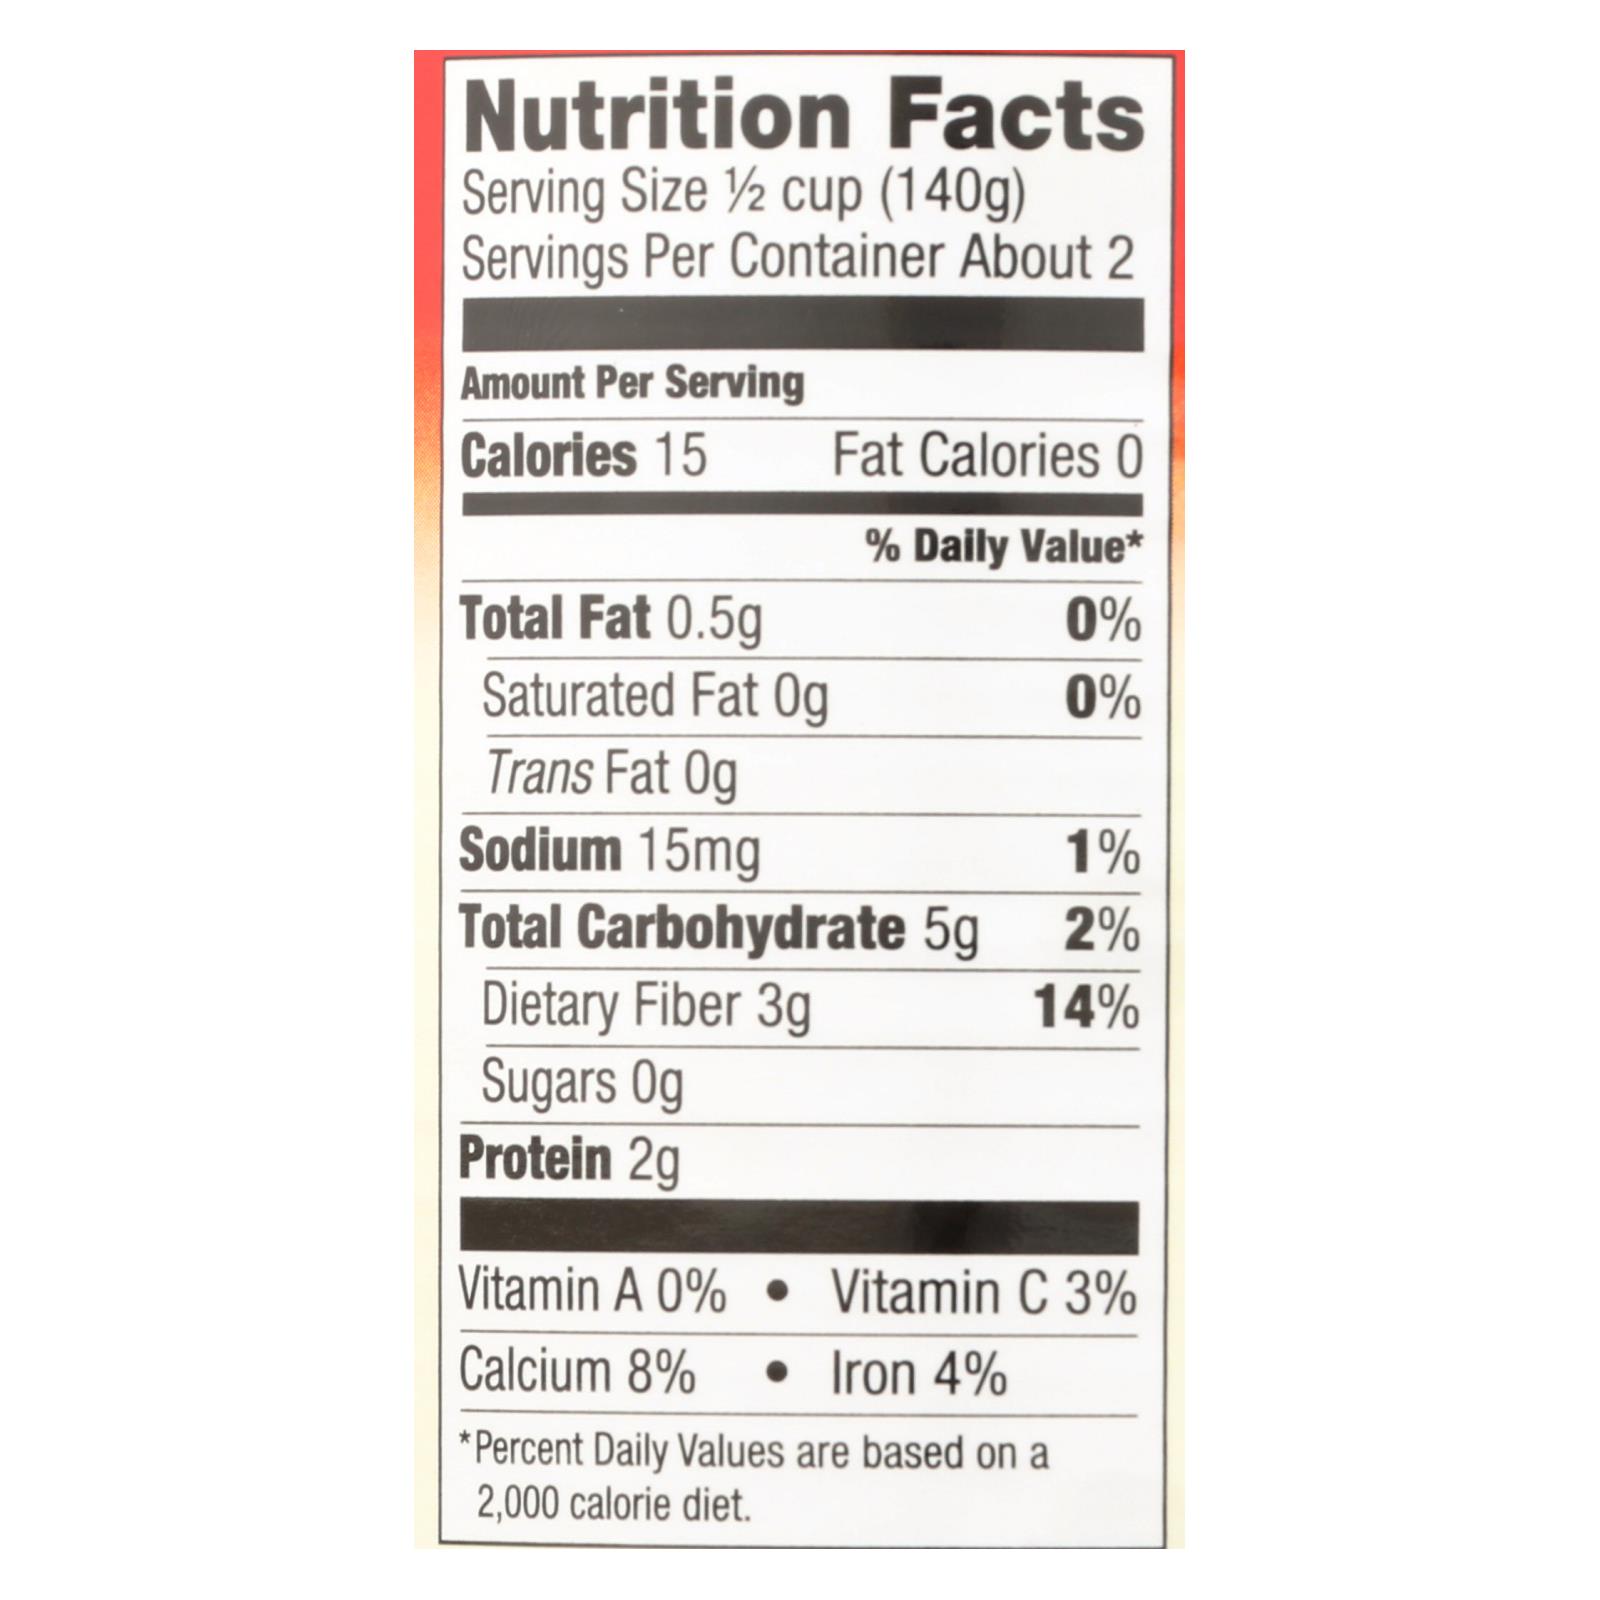 Nutrition Facts
Serving Size ½ cup (140g)
Servings Per Container About 2
Amount Per Serving
Calories 15 Fat Calories 0
% Daily Value*
Total Fat 0.5g 0%
Saturated Fat 0g 0%
Trans Fat 0g
Sodium 15mg 1%
Total Carbohydrate 5g 2%
Dietary Fiber 3g 14%
Sugars 0g
Protein 2g
Vitamin A 0% • Vitamin C 3%
Calcium 8% • Iron 4%
*Percent Daily Values are based on a
2,000 calorie diet.